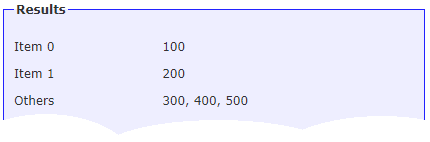 Results
Item 0 100
Item 1 200
Others 300, 400, 500